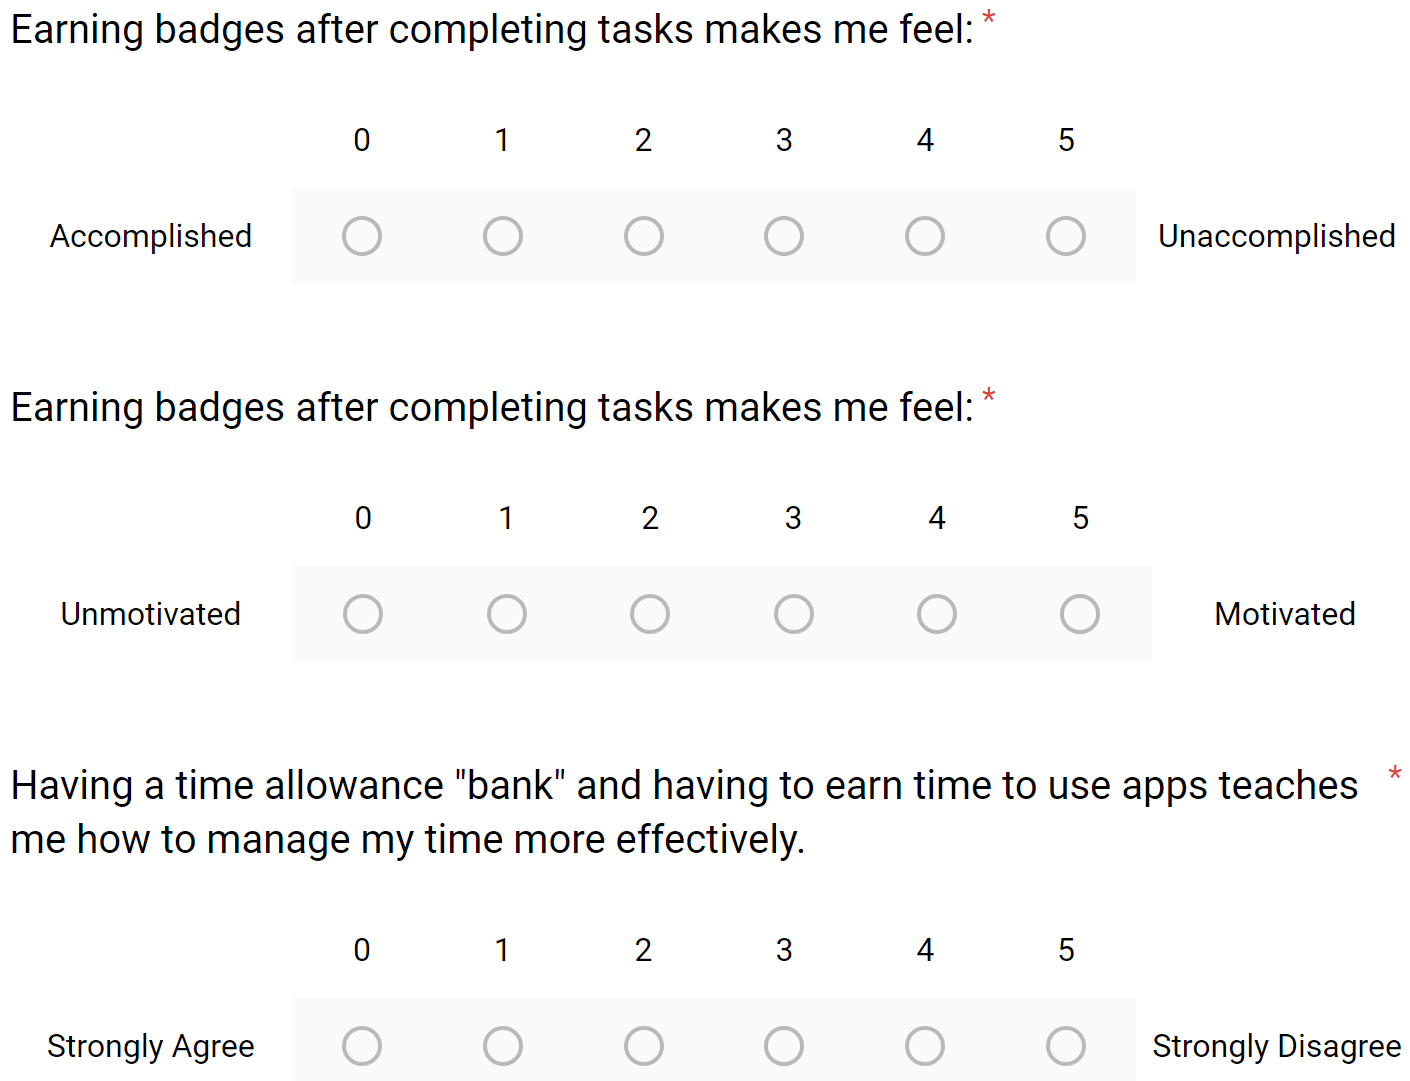 Earning badges after completing tasks makes me feel: *
0 1 2 3 4 5
Accomplished Unaccomplished
Earning badges after completing tasks makes me feel: *
0 1 2 3 4 5
Unmotivated Motivated
Having a time allowance "bank" and having to earn time to use apps teaches *
me how to manage my time more effectively.
0 1 2 3 4 5
Strongly Agree Strongly Disagree